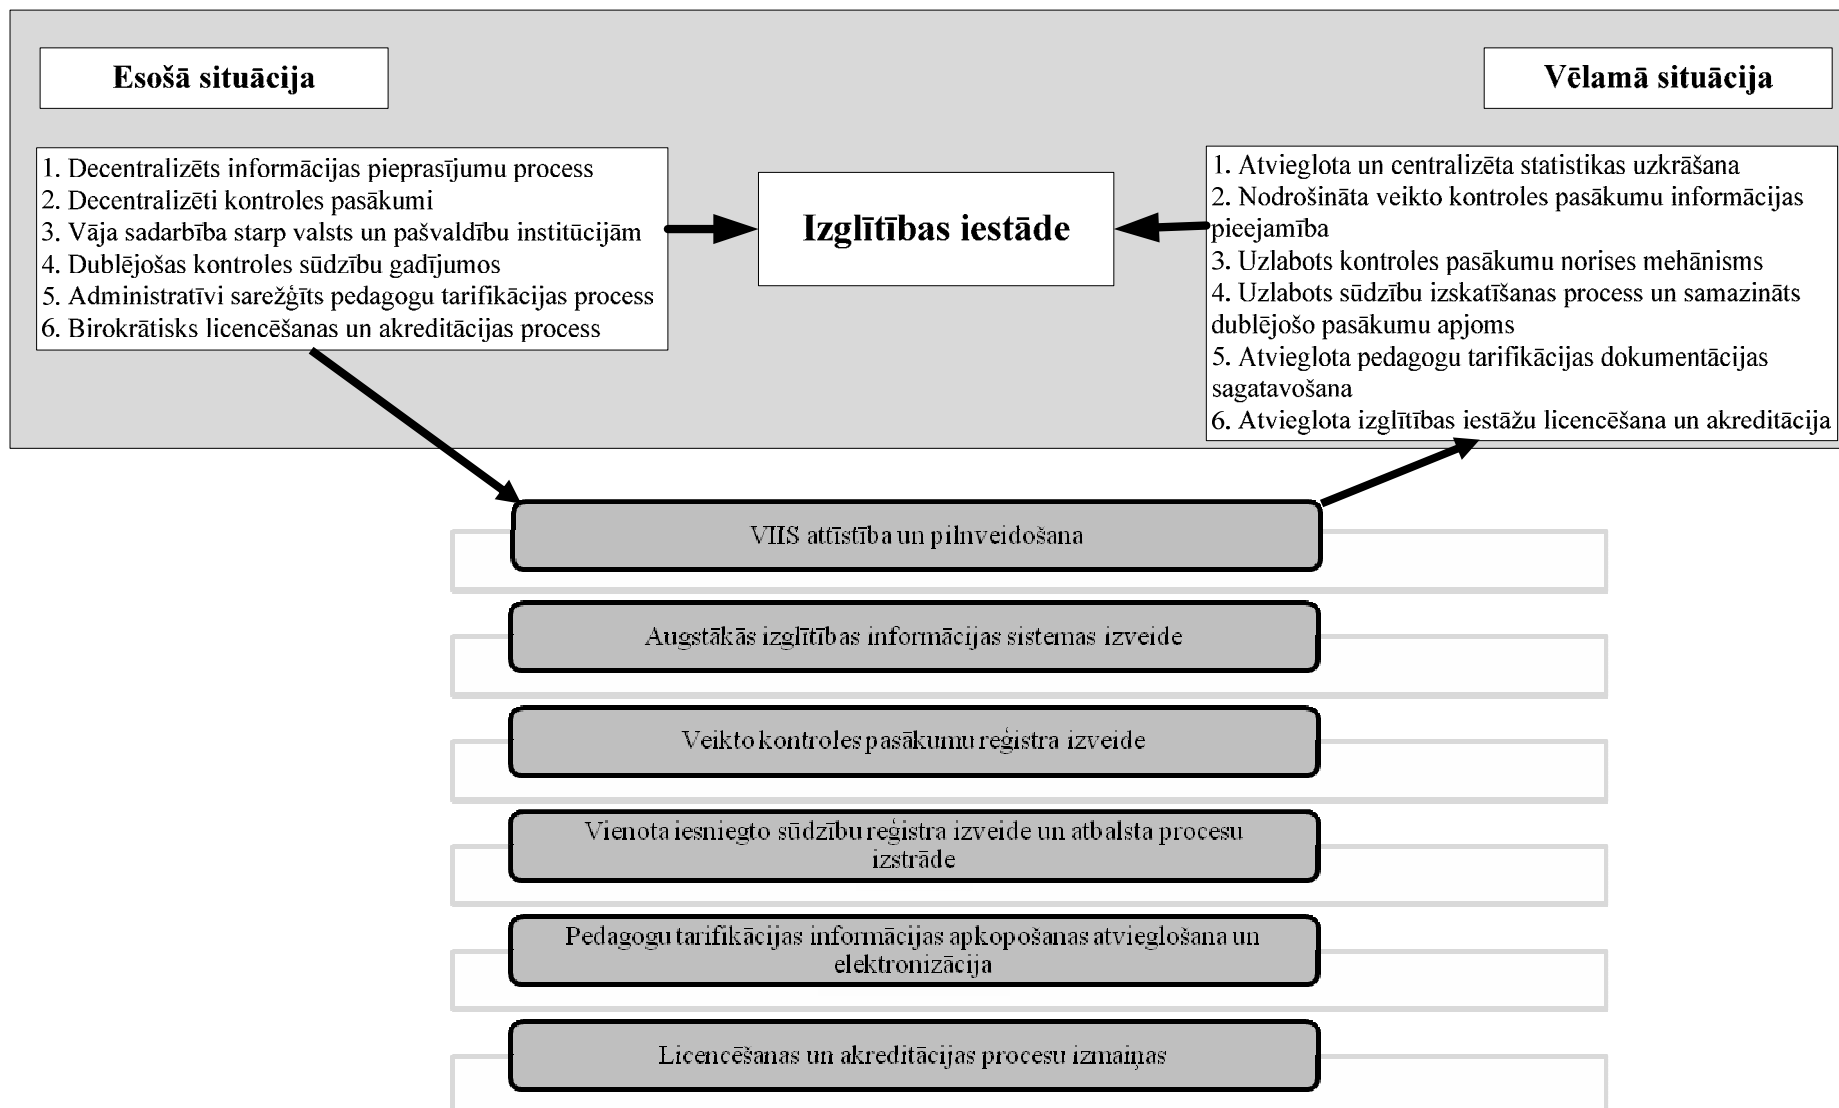 Esošā situācija
Vēlamā situācija
1. Decentralizēts informācijas pieprasījumu process
2. Decentralizēti kontroles pasākumi
3. Vāja sadarbība starp valsts un pašvaldību institūcijām
4. Dublējošas kontroles sūdzību gadījumos
5. Administratīvi sarežģīts pedagogu tarifikācijas process
6. Birokrātisks licencēšanas un akreditācijas process
Izglītības iestāde
1. Atvieglota un centralizēta statistikas uzkrāšana
2. Nodrošināta veikto kontroles pasākumu informācijas
pieejamība
3. Uzlabots kontroles pasākumu norises mehānisms
4. Uzlabots sūdzību izskatīšanas process un samazināts
dublējošo pasākumu apjoms
5. Atvieglota pedagogu tarifikācijas dokumentācijas
sagatavošana
6. Atvieglota izglītības iestāžu licencēšana un akreditācija
VIIS attīstība un pilnveidošana
Augstākās izglītības informācijas sistemas izveide
Veikto kontroles pasākumu reģistra izveide
Vienota iesniegto sūdzību reģistra izveide un atbalsta procesu
izstrāde
Pedagogu tarifikācijas informācijas apkopošanas atvieglošana un
elektronizācija
Licencēšanas un akreditācijas procesu izmaiņas